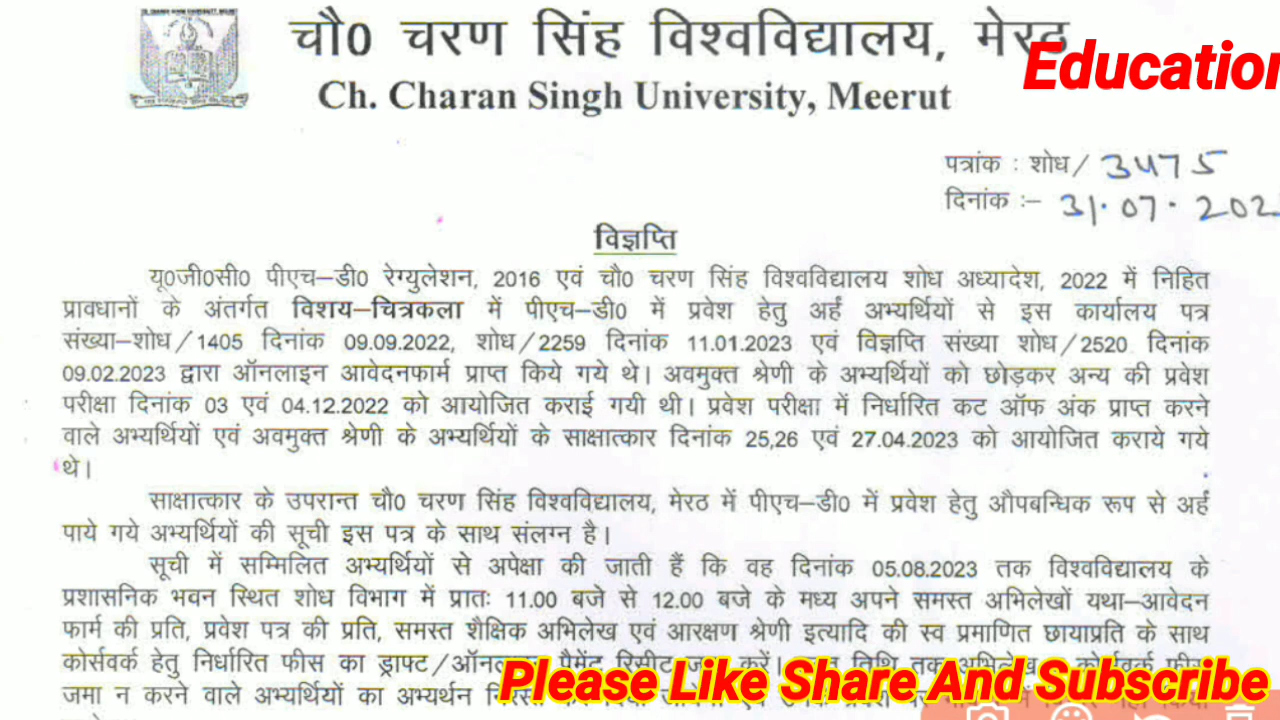 चौ0 चरण सिंह विश्वविद्यालय, मेरठ
Education
Ch. Charan Singh University, Meerut
पत्रांक : शोध/ 3475
दिनांक :– 31.07.202
विज्ञप्ति
यू0जी0सी0 पीएच–डी0 रेग्युलेशन, 2016 एवं चौ0 चरण सिंह विश्वविद्यालय शोध अध्यादेश, 2022 में निहित
प्रावधानों के अंतर्गत विशय–चित्रकला में पीएच–डी0 में प्रवेश हेतु अर्ह अभ्यर्थियों से इस कार्यालय पत्र
संख्या–शोध/1405 दिनांक 09.09.2022, शोध/2259 दिनांक 11.01.2023 एवं विज्ञप्ति संख्या शोध/2520 दिनांक
09.02.2023 द्वारा ऑनलाइन आवेदनफार्म प्राप्त किये गये थे। अवमुक्त श्रेणी के अभ्यर्थियों को छोड़कर अन्य की प्रवेश
परीक्षा दिनांक 03 एवं 04.12.2022 को आयोजित कराई गयी थी। प्रवेश परीक्षा में निर्धारित कट ऑफ अंक प्राप्त करने
वाले अभ्यर्थियों एवं अवमुक्त श्रेणी के अभ्यर्थियों के साक्षात्कार दिनांक 25,26 एवं 27.04.2023 को आयोजित कराये गये
थे।
साक्षात्कार के उपरान्त चौ0 चरण सिंह विश्वविद्यालय, मेरठ में पीएच–डी0 में प्रवेश हेतु औपबन्धिक रूप से अर्ह
पाये गये अभ्यर्थियों की सूची इस पत्र के साथ संलग्न है।
सूची में सम्मिलित अभ्यर्थियों से अपेक्षा की जाती हैं कि वह दिनांक 05.08.2023 तक विश्वविद्यालय के
प्रशासनिक भवन स्थित शोध विभाग में प्रातः 11.00 बजे से 12.00 बजे के मध्य अपने समस्त अभिलेखों यथा–आवेदन
फार्म की प्रति, प्रवेश पत्र की प्रति, समस्त शैक्षिक अभिलेख एवं आरक्षण श्रेणी इत्यादि की स्व प्रमाणित छायाप्रति के साथ
कोर्सवर्क हेतु निर्धारित फीस का ड्राफ्ट/ पैमेंट रिसीट करें। तिथि तक
जमा न करने वाले अभ्यर्थियों का अभ्यर्थन
Please Like Share And Subscribe